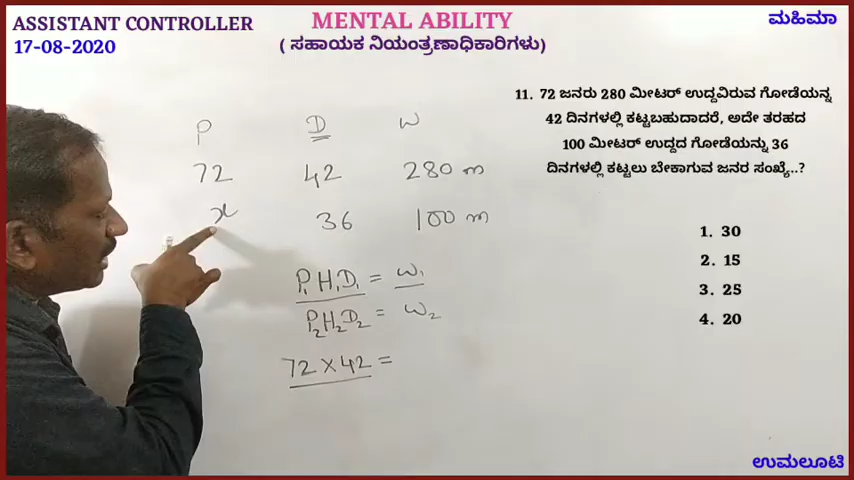 ASSISTANT CONTROLLER
17-08-2020
MENTAL ABILITY
( ಸಹಾಯಕ ನಿಯಂತ್ರಣಾಧಿಕಾರಿಗಳು)
ಮಹಿಮಾ
11. 72 ಜನರು 280 ಮೀಟರ್ ಉದ್ದವಿರುವ ಗೋಡೆಯನ್ನ
42 ದಿನಗಳಲ್ಲಿ ಕಟ್ಟಬಹುದಾದರೆ, ಅದೇ ತರಹದ
100 ಮೀಟರ್ ಉದ್ದದ ಗೋಡೆಯನ್ನು 36
ದಿನಗಳಲ್ಲಿ ಕಟ್ಟಲು ಬೇಕಾಗುವ ಜನರ ಸಂಖ್ಯೆ..?
1. 30
2. 15
3. 25
4. 20
P D W
72 42 280 m
x 36 100 m
P₁H₁D₁ = W₁
P₂H₂D₂ = W₂
72 X 42 =
ಉಮಲೂಟಿ